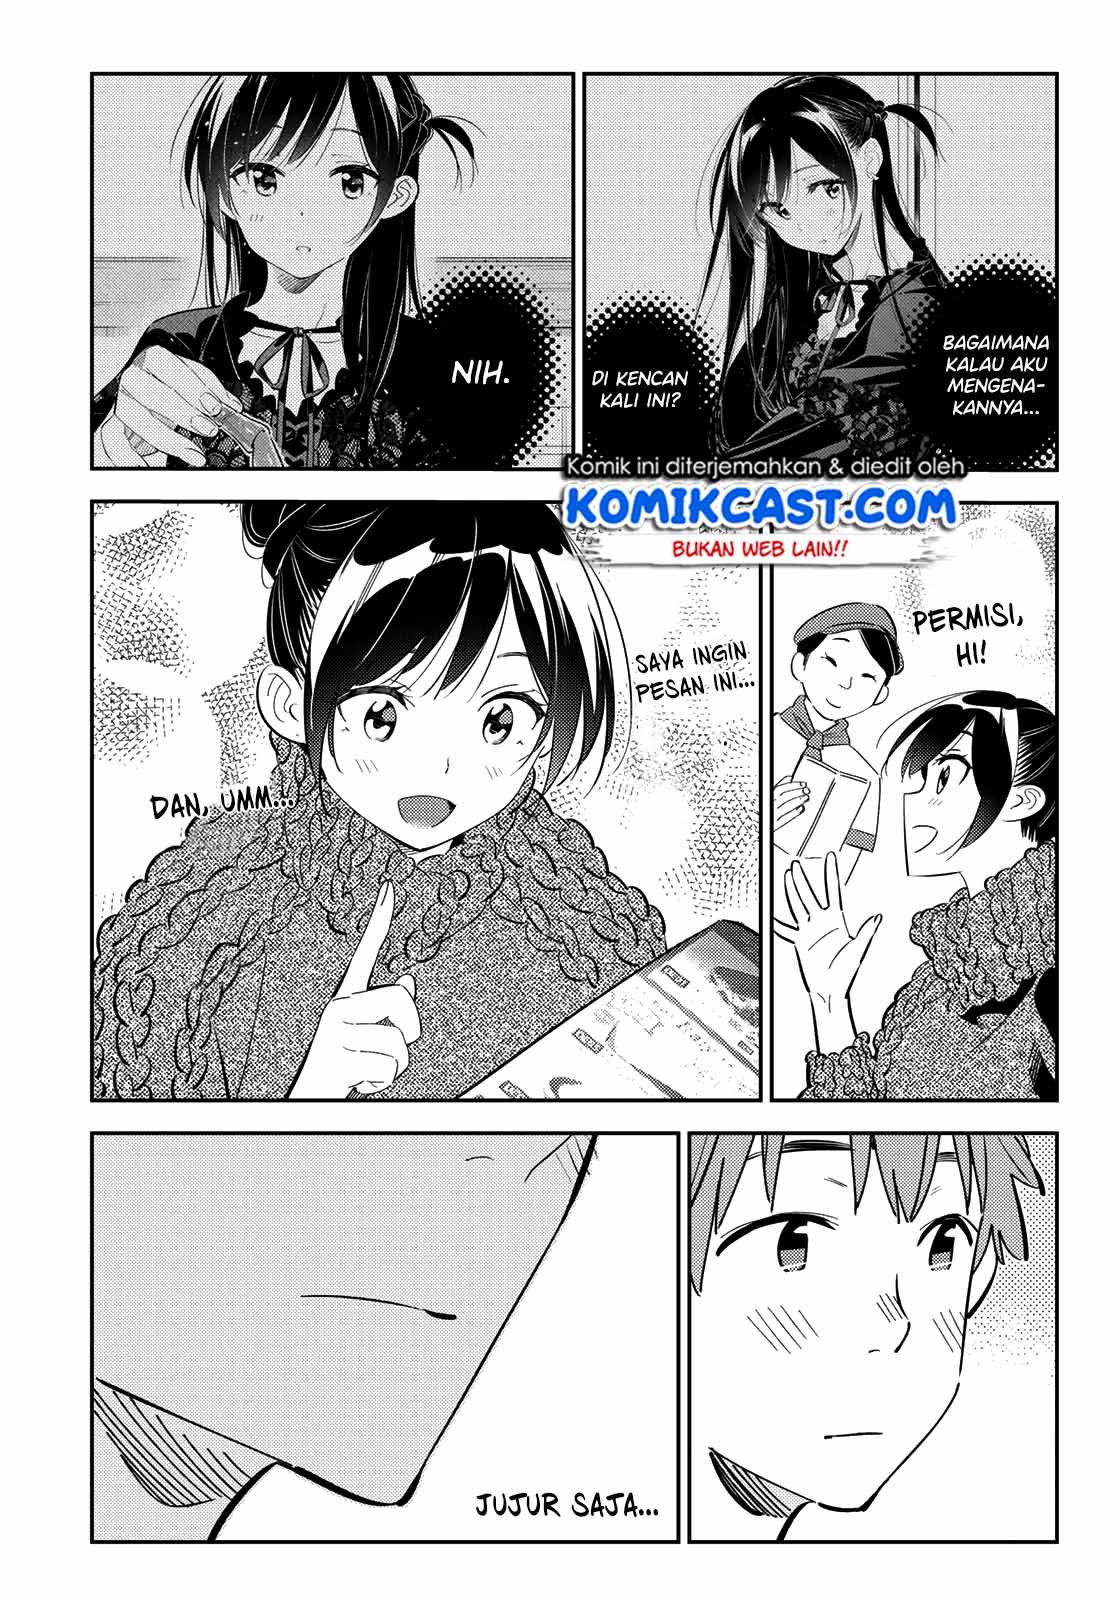 BAGAIMANA
KALAU AKU
MENGENA-
KANNYA...
DI KENCAN
KALI INI?
NIH.
Komik ini diterjemahkan & diedit oleh
KOMIKCAST.COM
BUKAN WEB LAIN!!
PERMISI,
HI!
SAYA INGIN
PESAN INI...
DAN, UMM...
JUJUR SAJA...